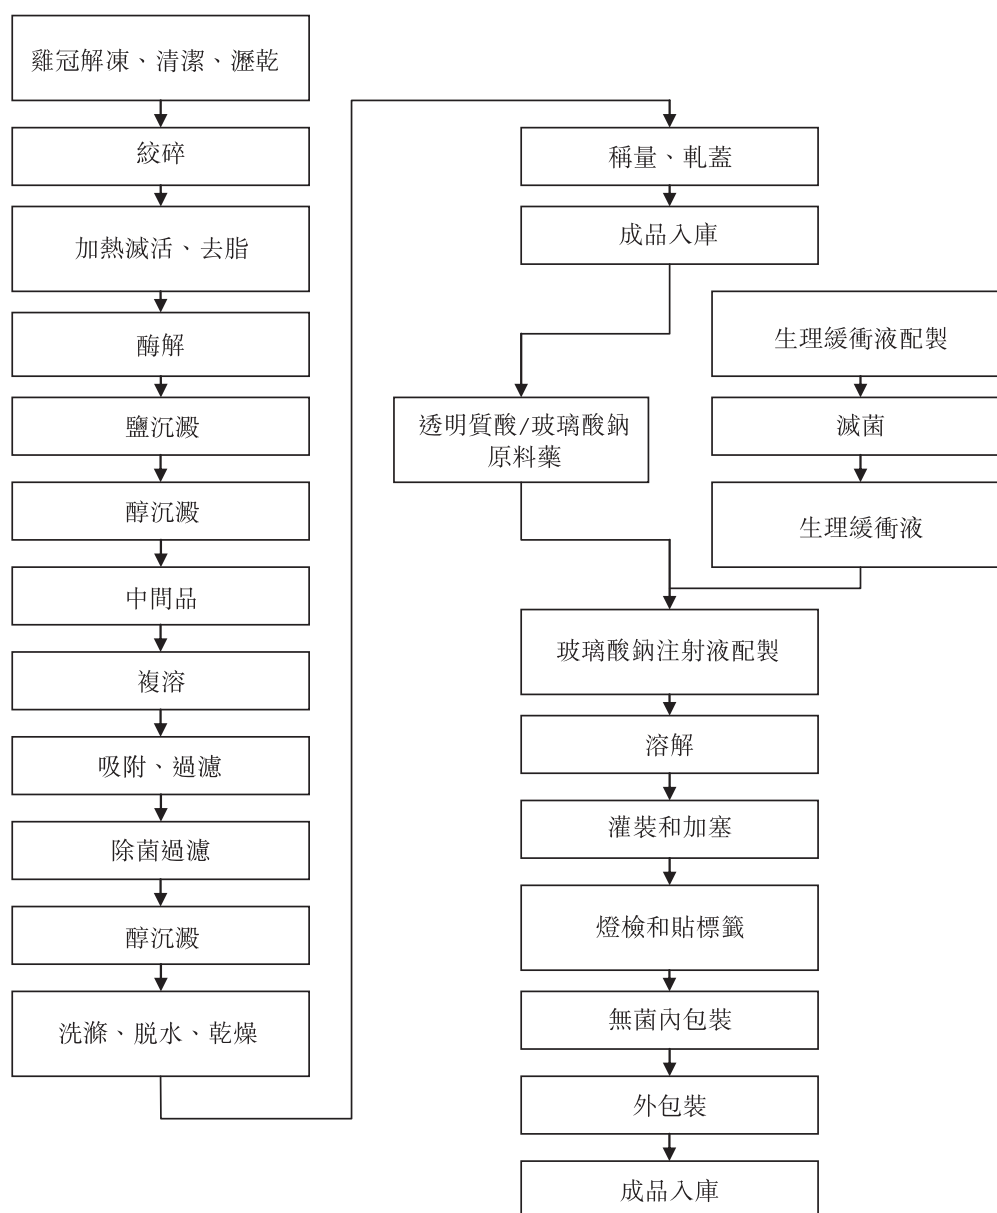 雞冠解凍、清潔、瀝乾
絞碎
加熱滅活、去脂
酶解
鹽沉澱
醇沉澱
中間品
複溶
吸附、過濾
除菌過濾
醇沉澱
洗滌、脱水、乾燥
稱量、軋蓋
成品入庫
透明質酸/玻璃酸鈉
原料藥
生理緩衝液配製
滅菌
生理緩衝液
玻璃酸鈉注射液配製
溶解
灌裝和加塞
燈檢和貼標籤
無菌內包裝
外包裝
成品入庫